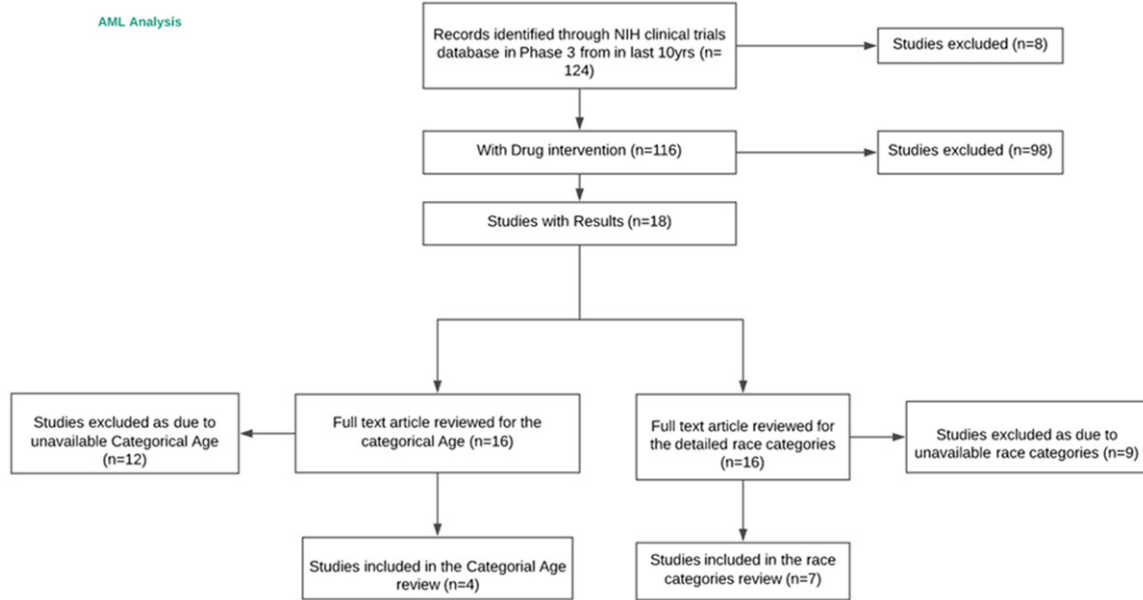 AML Analysis
Records identified through NIH clinical trials
database in Phase 3 from in last 10yrs (n=
124)
Studies excluded (n=8)
With Drug intervention (n=116)
Studies excluded (n=98)
Studies with Results (n=18)
Studies excluded as due to
unavailable Categorical Age
(n=12)
Full text article reviewed for the
categorical Age (n=16)
Full text article reviewed for
the detailed race categories
(n=16)
Studies excluded as due to
unavailable race categories (n=9)
Studies included in the Categorial Age
review (n=4)
Studies included in the race
categories review (n=7)